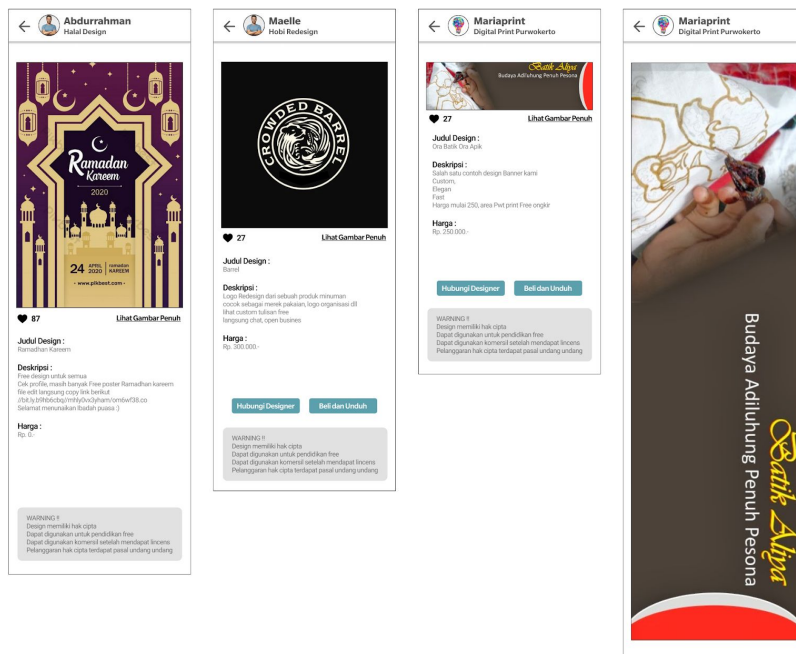 Abdurrahman
Halal Design
Ramadan
Kareem
2020
24 APRIL 2020 ramadan KAREEM
- www.pikbest.com -
87 Lihat Gambar Penuh
Judul Design :
Ramadhan Kareem
Deskripsi :
Free design untuk semua
Cek profile, masih banyak Free poster Ramadhan kareem
file edit langsung copy link berikut
Selamat menunaikan Ibadah puasa :)
Harga :
Rp. 0.-
WARNING !!
Design memiliki hak cipta
Dapat digunakan untuk pendidikan free
Dapat digunakan komersil setelah mendapat lincens
Pelanggaran hak cipta terdapat pasal undang undang
Maelle
Hobi Redesign
CROWDED BARREL
27 Lihat Gambar Penuh
Judul Design :
Barrel
Deskripsi :
Logo Redesign dari sebuah produk minuman
cocok sebagai merek pakaian, logo organisasi dll
lihat custom tulisan free
langsung chat, open busines
Harga :
Rp. 300.000.-
Hubungi Designer Beli dan Unduh
WARNING !!
Design memiliki hak cipta
Dapat digunakan untuk pendidikan free
Dapat digunakan komersil setelah mendapat lincens
Pelanggaran hak cipta terdapat pasal undang undang
Mariaprint
Digital Print Purwokerto
Batik Aliya
Budaya Adiluhung Penuh Pesona
27 Lihat Gambar Penuh
Judul Design :
Ora Batik Ora Apik
Deskripsi :
Salah satu contoh design Banner kami
Custom,
Elegan
Fast
Harga mulai 250, area Pwt print Free ongkir
Harga :
Rp. 250.000.-
Hubungi Designer Beli dan Unduh
WARNING !!
Design memiliki hak cipta
Dapat digunakan untuk pendidikan free
Dapat digunakan komersil setelah mendapat lincens
Pelanggaran hak cipta terdapat pasal undang undang
Mariaprint
Digital Print Purwokerto
Batik Aliya
Budaya Adiluhung Penuh Pesona